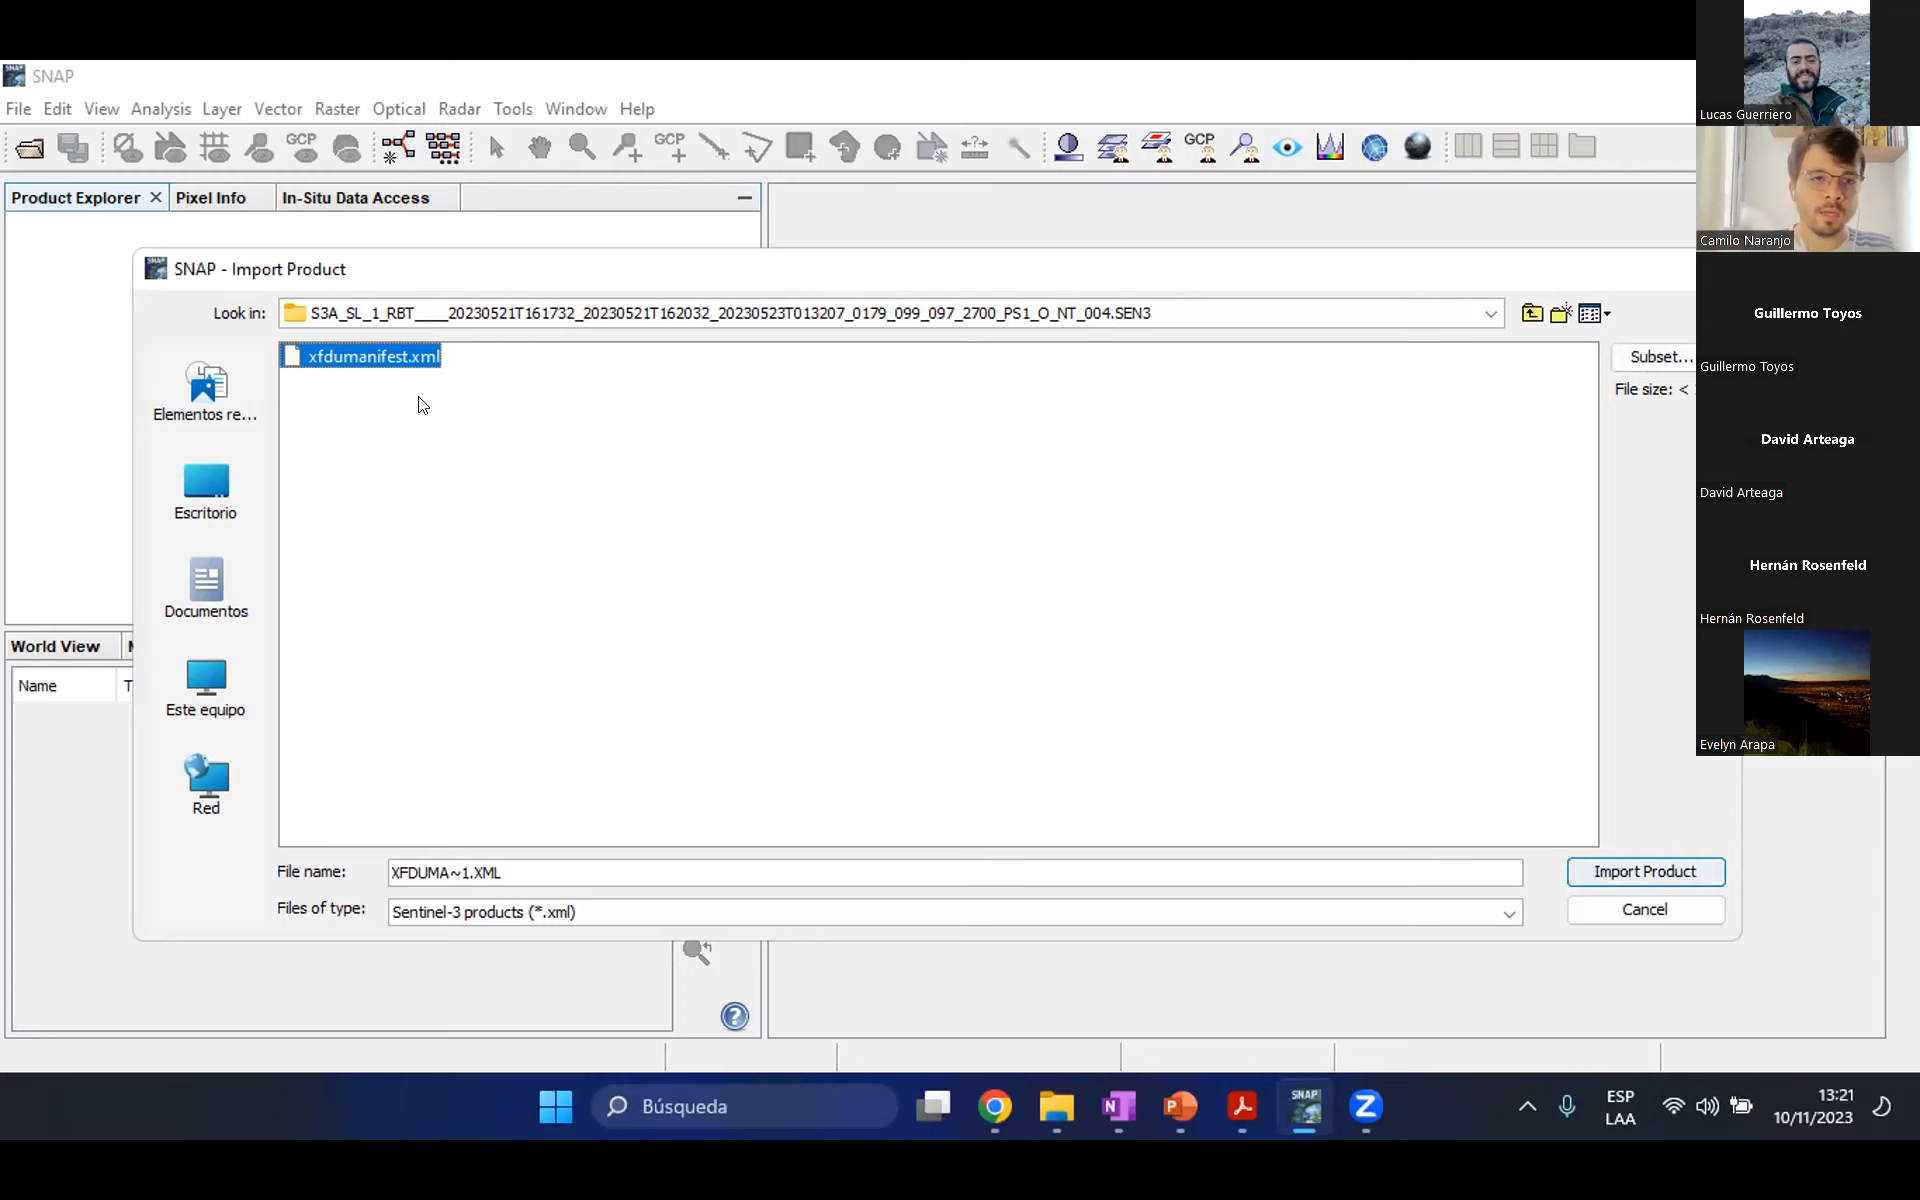 SNAP
File Edit View Analysis Layer Vector Raster Optical Radar Tools Window Help
GCP GCP GCP
Product Explorer Pixel Info In-Situ Data Access
SNAP - Import Product
Look in: S3A_SL_1_RBT____20230521T161732_20230521T162032_20230523T013207_0179_099_097_2700_PS1_O_NT_004.SEN3
xfdumanifest.xml
Subset...
File size: <
Elementos re...
Escritorio
Documentos
Este equipo
Red
World View
Name T
File name: XFDUMA~1.XML
Import Product
Files of type: Sentinel-3 products (*.xml)
Cancel
Lucas Guerriero
Camilo Naranjo
Guillermo Toyos
Guillermo Toyos
David Arteaga
David Arteaga
Hernán Rosenfeld
Hernán Rosenfeld
Evelyn Arapa
Búsqueda
SNAP
ESP
LAA
13:21
10/11/2023